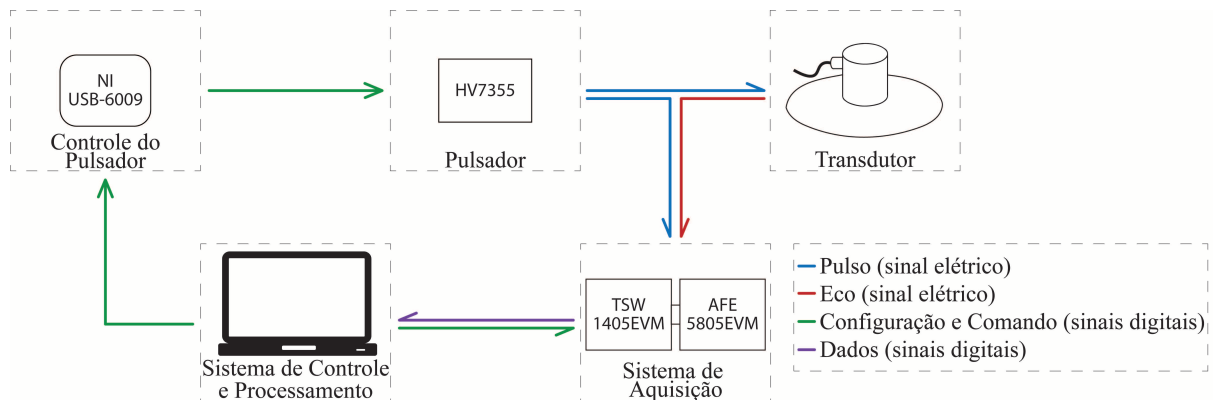 NI
USB-6009
Controle do
Pulsador
HV7355
Pulsador
Transdutor
Sistema de Controle
e Processamento
TSW
1405EVM
AFE
5805EVM
Sistema de
Aquisição
Pulso (sinal elétrico)
Eco (sinal elétrico)
Configuração e Comando (sinais digitais)
Dados (sinais digitais)